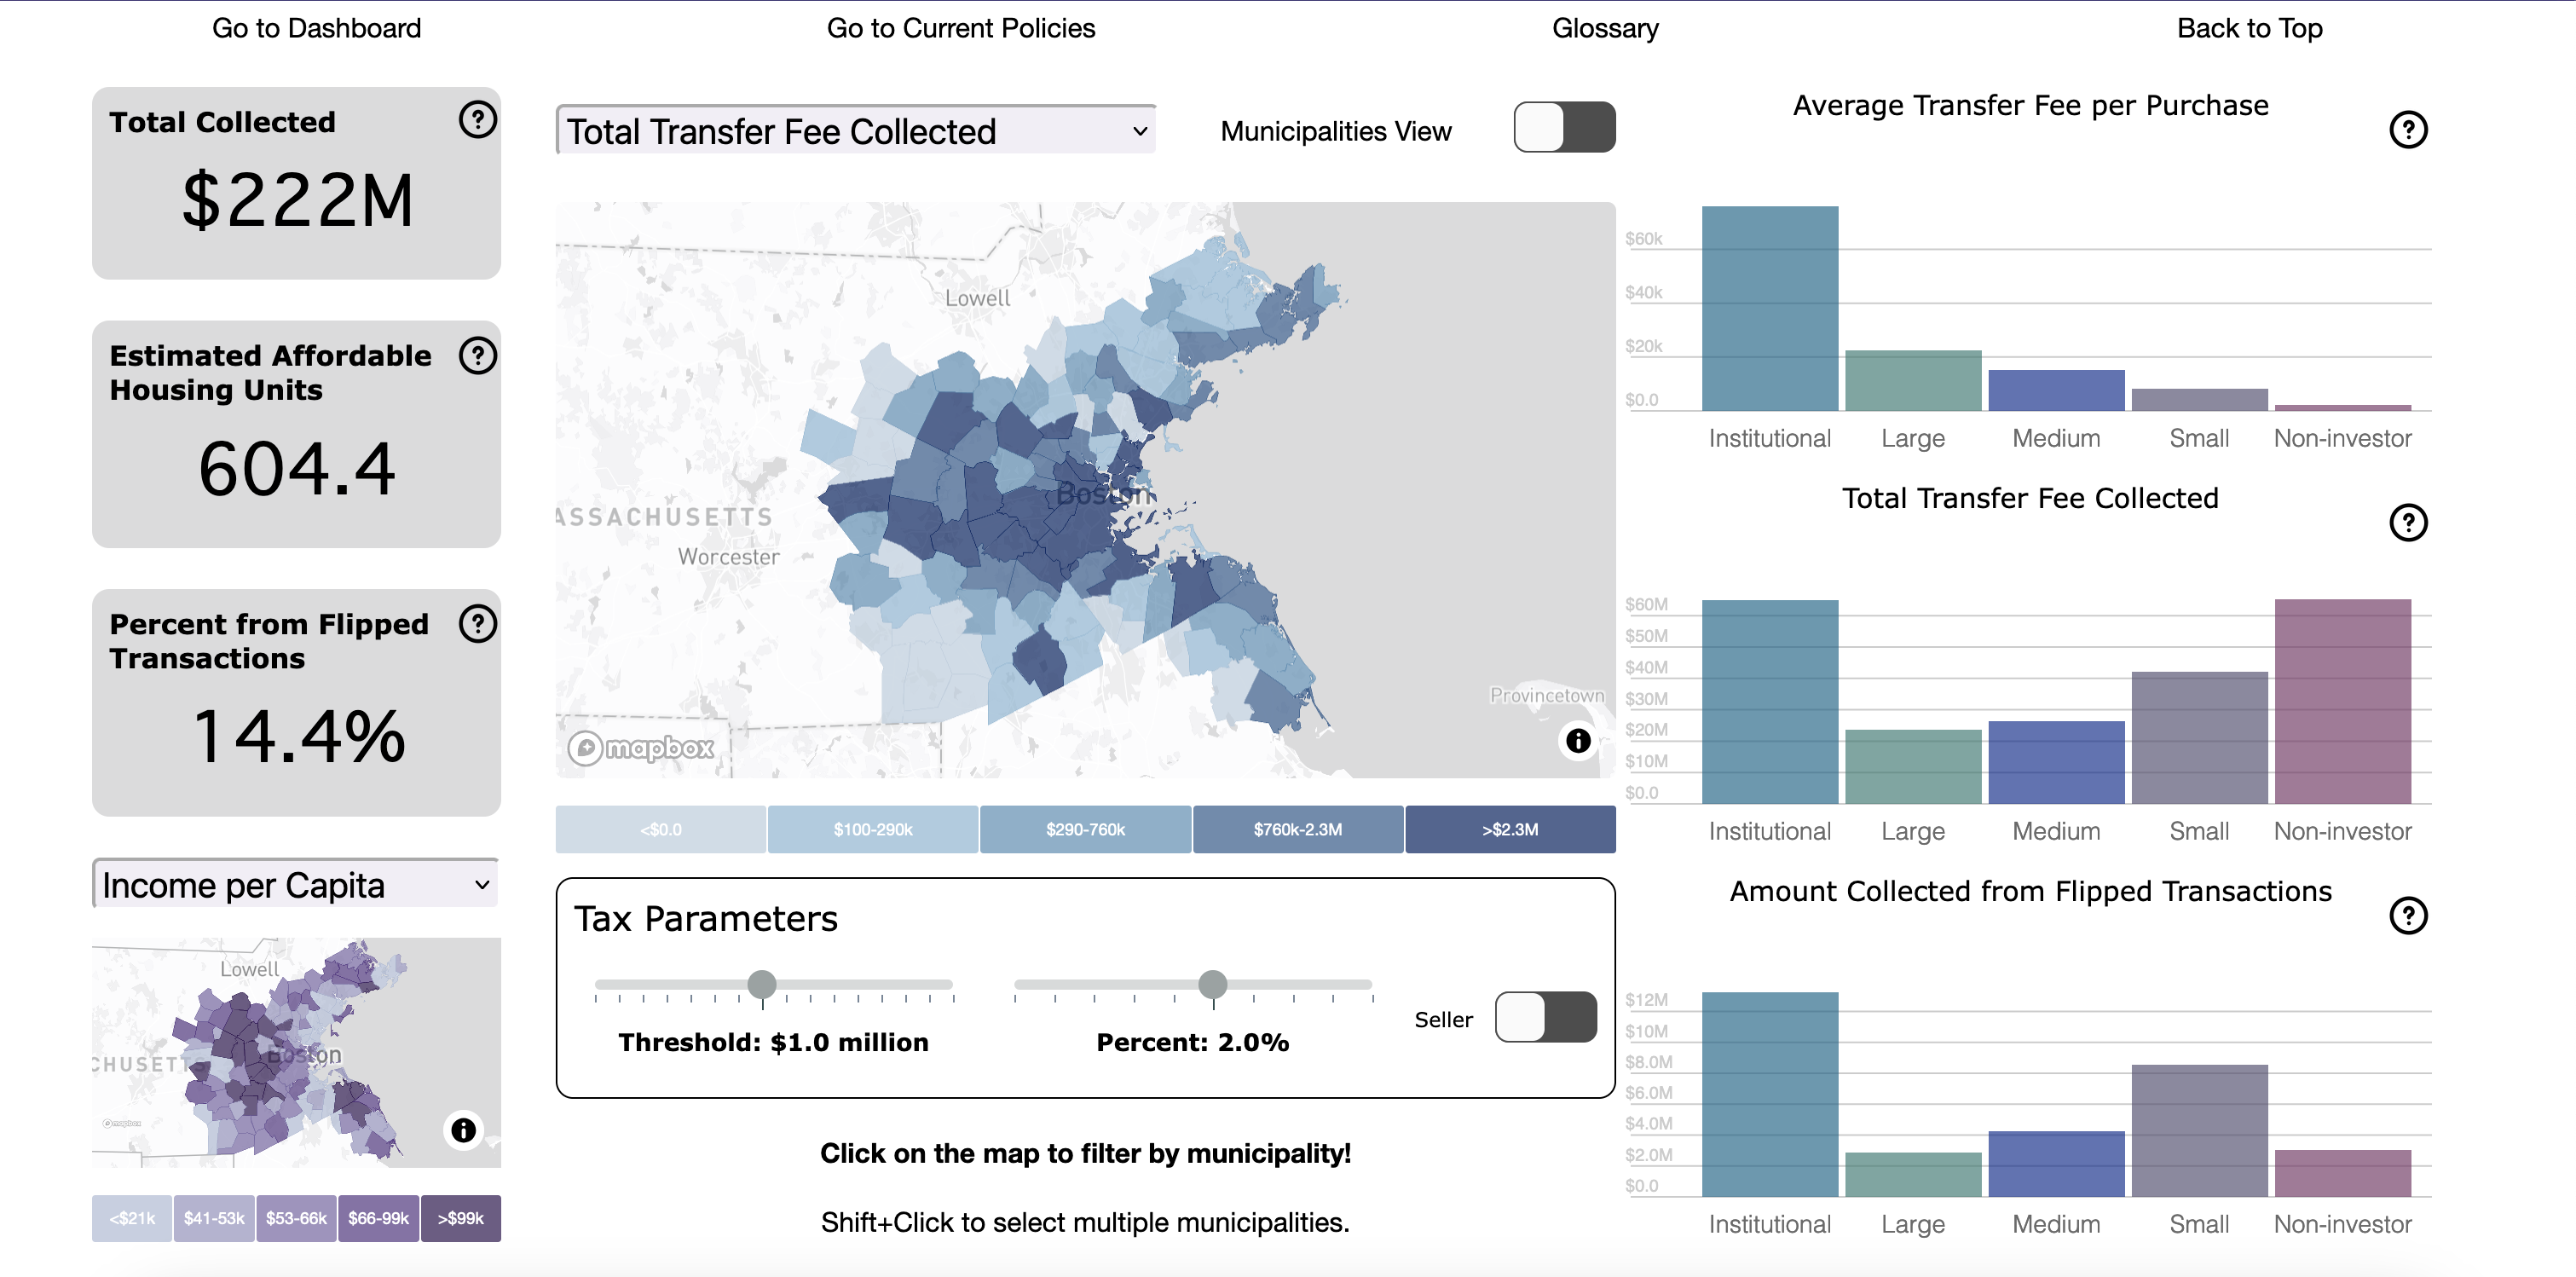 Go to Dashboard
Go to Current Policies
Glossary
Back to Top
Total Collected
$222M
Estimated Affordable
Housing Units
604.4
Percent from Flipped
Transactions
14.4%
Income per Capita
Lowell
Boston
CHUSETTS
mapbox
<$21k
$41-53k
$53-66k
$66-99k
>$99k
Total Transfer Fee Collected
Municipalities View
Lowell
Boston
ASSACHUSETTS
Worcester
Provincetown
mapbox
<$0.0
$100-290k
$290-760k
$760k-2.3M
>$2.3M
Tax Parameters
Threshold: $1.0 million
Percent: 2.0%
Seller
Click on the map to filter by municipality!
Shift+Click to select multiple municipalities.
Average Transfer Fee per Purchase
$60k
$40k
$20k
$0.0
Institutional
Large
Medium
Small
Non-investor
Total Transfer Fee Collected
$60M
$50M
$40M
$30M
$20M
$10M
$0.0
Institutional
Large
Medium
Small
Non-investor
Amount Collected from Flipped Transactions
$12M
$10M
$8.0M
$6.0M
$4.0M
$2.0M
$0.0
Institutional
Large
Medium
Small
Non-investor